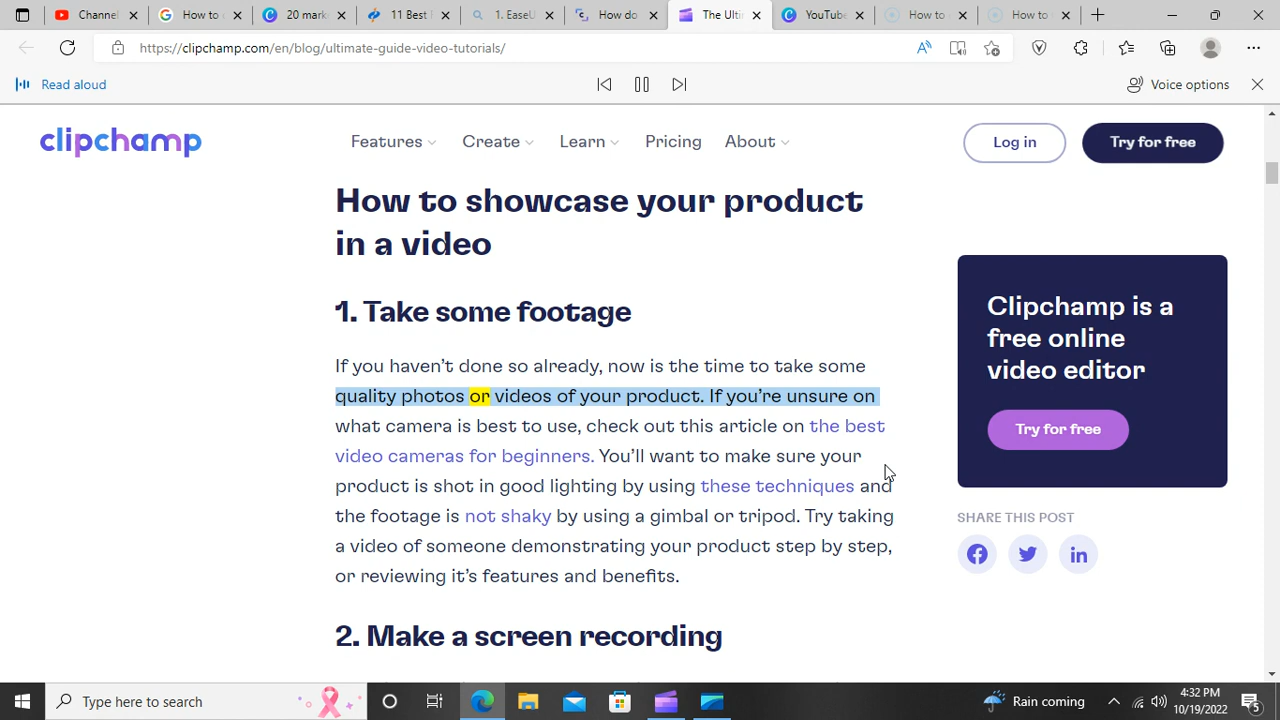 Channel
How to
20 mark
11 Best
1. EaseU
How do
The Ulti
YouTube
How to
How to
https://clipchamp.com/en/blog/ultimate-guide-video-tutorials/
Read aloud
Voice options
clipchamp
Features
Create
Learn
Pricing
About
Log in
Try for free
How to showcase your product
in a video
1. Take some footage
If you haven't done so already, now is the time to take some
quality photos or videos of your product. If you're unsure on
what camera is best to use, check out this article on the best
video cameras for beginners. You'll want to make sure your
product is shot in good lighting by using these techniques and
the footage is not shaky by using a gimbal or tripod. Try taking
a video of someone demonstrating your product step by step,
or reviewing it's features and benefits.
2. Make a screen recording
Clipchamp is a
free online
video editor
Try for free
SHARE THIS POST
Type here to search
Rain coming
4:32 PM
10/19/2022
5